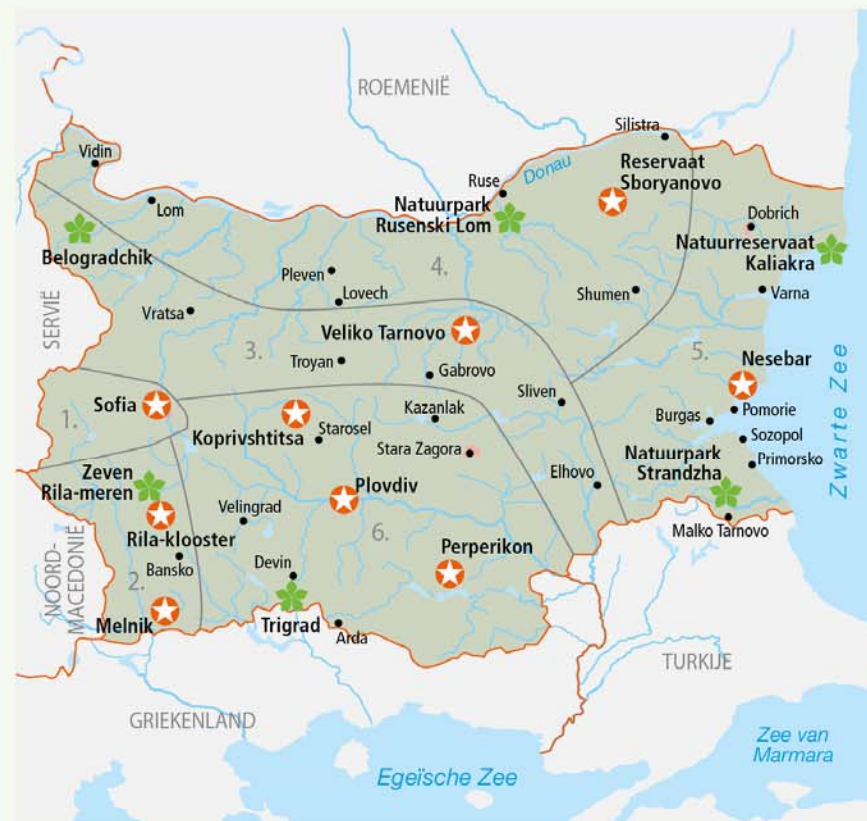 ROEMENIË
Silistra
Vidin
Reservaat
Sboryanovo
Ruse
Donau
Lom
Natuurpark
Rusenski Lom
Dobrich
Natuurreservaat
Kaliakra
Belogradchik
4.
Pleven
Lovech
Shumen
Varna
SERVIË
Vratsa
Veliko Tarnovo
3.
Troyan
5.
Nesebar
Gabrovo
1.
Sofia
Sliven
Kazanlak
Koprivshtitsa
Starosel
Burgas
Pomorie
Sozopol
Stara Zagora
Natuurpark
Strandzha
Primorsko
Zwarte Zee
Zeven
Rila-meren
Elhovo
Plovdiv
Velingrad
Rila-klooster
6.
Malko Tarnovo
NOORD-
MACEDONIË
Bansko
Perperikon
Devin
2.
Melnik
Trigrad
Arda
TURKIJE
GRIEKENLAND
Zee van
Marmara
Egeïsche Zee